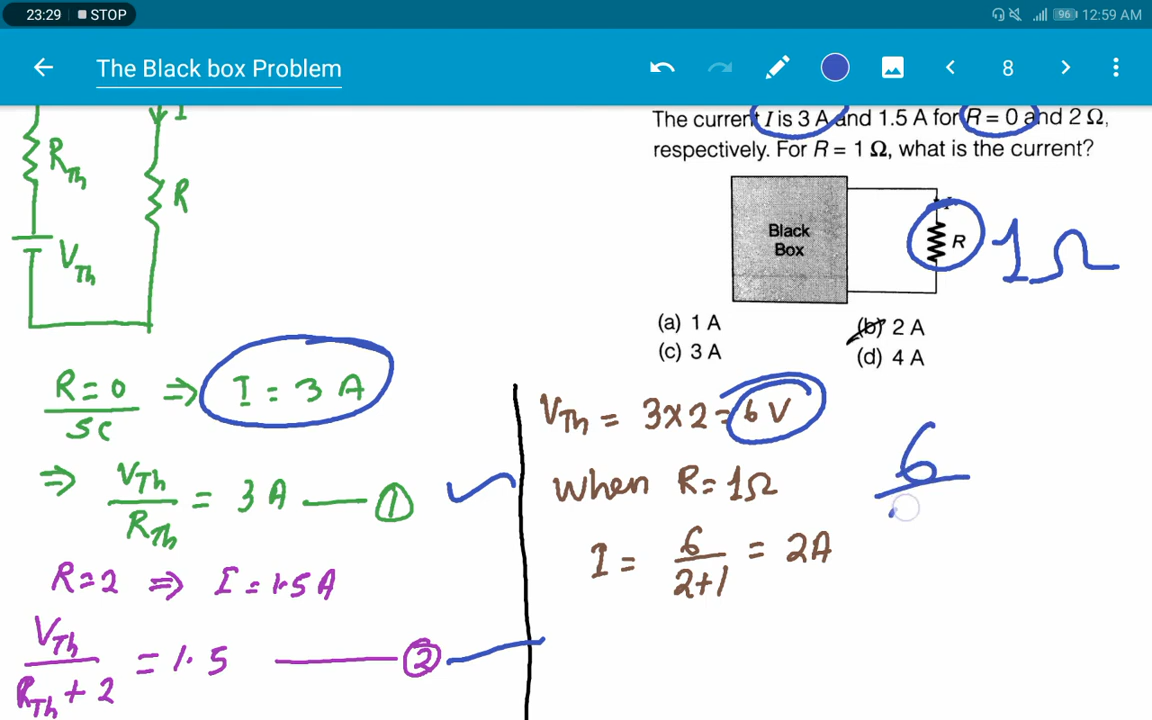 23:29 STOP 96 12:59 AM
The Black box Problem 8
The current I is 3 A and 1.5 A for R = 0 and 2 Ω,
respectively. For R = 1 Ω, what is the current?
Black
Box
I
R
1Ω
(a) 1 A
(b) 2 A
(c) 3 A
(d) 4 A
I
RTh
R
VTh
R = 0 ⇒ I = 3 A
SC
⇒ VTh / RTh = 3 A —— ①
R = 2 ⇒ I = 1.5 A
VTh / RTh + 2 = 1.5 —— ②
VTh = 3×2 = 6 V
When R = 1Ω
I = 6 / 2+1 = 2A
6